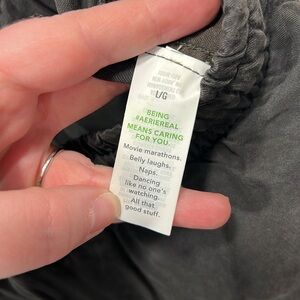 L/G
BEING
#AERIEREAL
MEANS CARING
FOR YOU.
Movie marathons.
Belly laughs.
Naps.
Dancing
like no one's
watching.
All that
good stuff.